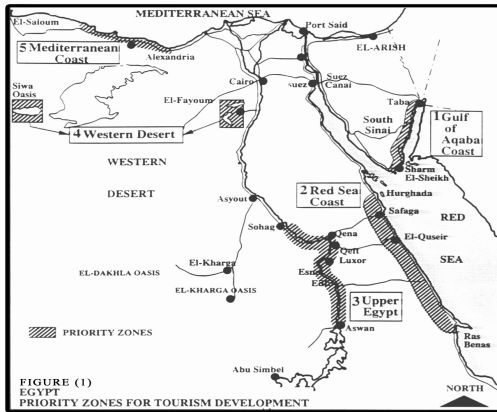 MEDITERRANEAN SEA
El-Saloum
Port Said
5 Mediterranean
Coast
Alexandria
EL-ARISH
Siwa
Oasis
Cairo
suez
Suez
Canai
Taba
El-Fayoum
South
Sinai
1 Gulf
of
Aqaba
Coast
4 Western Desert
WESTERN
DESERT
Sharm
El-Sheikh
2 Red Sea
Coast
Hurghada
Asyout
Safaga
RED
SEA
Sohag
Qena
Qeft
Luxor
El-Quseir
El-Kharga
EL-DAKHLA OASIS
Esna
EL-KHARGA OASIS
3 Upper
Egypt
PRIORITY ZONES
Aswan
Ras
Benas
Abu Simbel
FIGURE (1)
EGYPT
PRIORITY ZONES FOR TOURISM DEVELOPMENT
NORTH